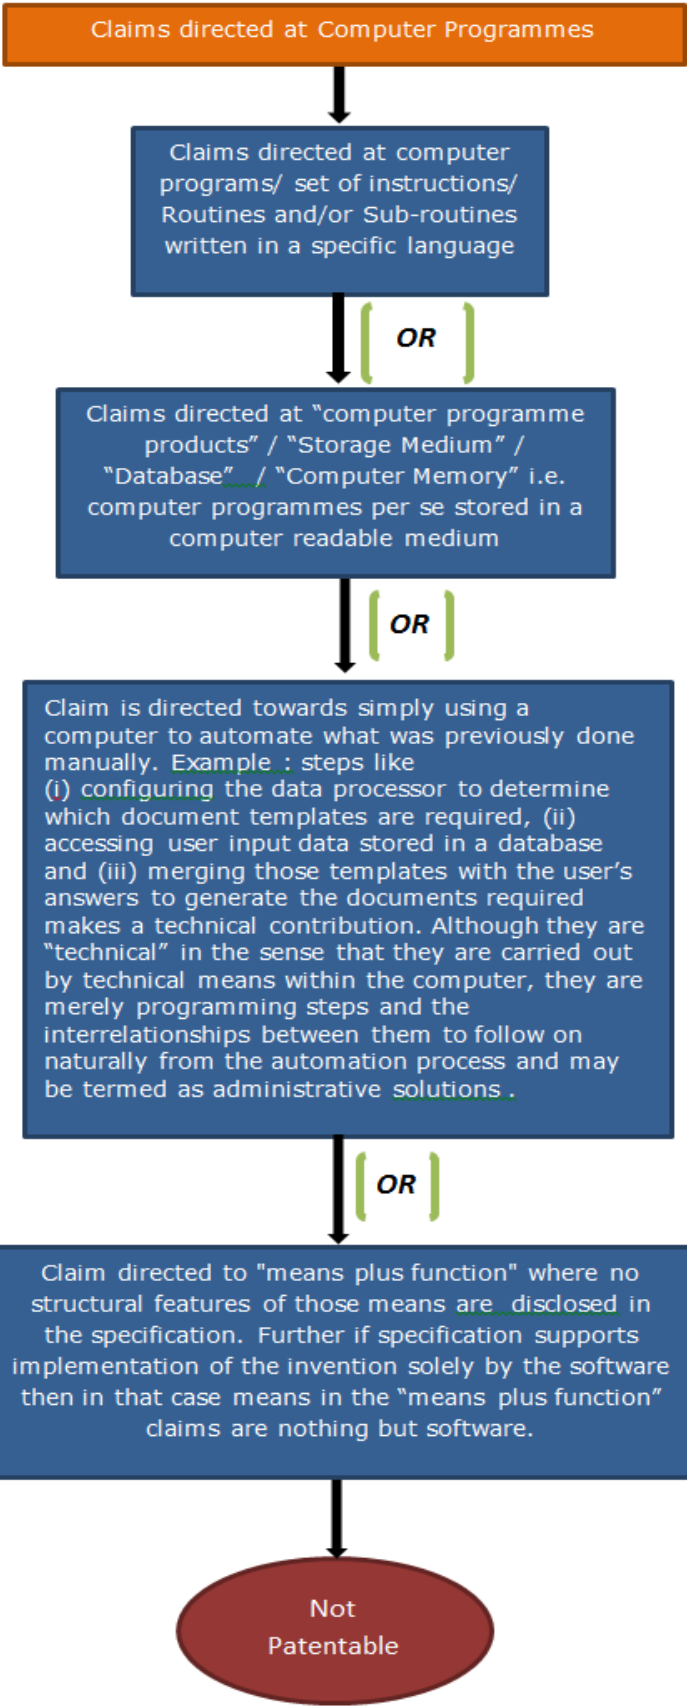 Claims directed at Computer Programmes
Claims directed at computer
programs/ set of instructions/
Routines and/or Sub-routines
written in a specific language
OR
Claims directed at “computer programme
products” / “Storage Medium” /
“Database” / “Computer Memory” i.e.
computer programmes per se stored in a
computer readable medium
OR
Claim is directed towards simply using a
computer to automate what was previously done
manually. Example : steps like
(i) configuring the data processor to determine
which document templates are required, (ii)
accessing user input data stored in a database
and (iii) merging those templates with the user’s
answers to generate the documents required
makes a technical contribution. Although they are
“technical” in the sense that they are carried out
by technical means within the computer, they are
merely programming steps and the
interrelationships between them to follow on
naturally from the automation process and may
be termed as administrative solutions .
OR
Claim directed to "means plus function" where no
structural features of those means are disclosed in
the specification. Further if specification supports
implementation of the invention solely by the software
then in that case means in the “means plus function”
claims are nothing but software.
Not
Patentable